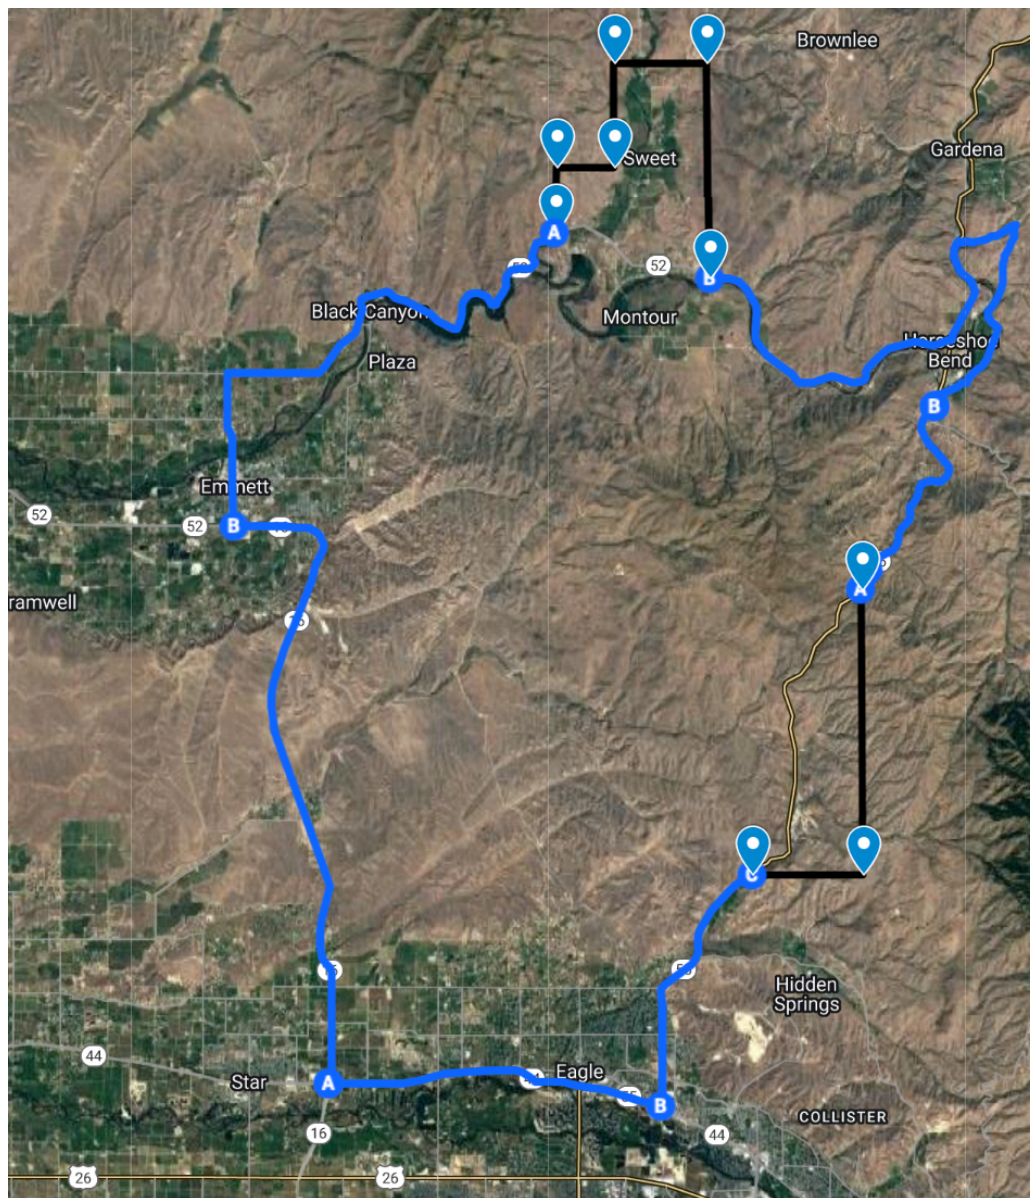 Brownlee
Gardena
Sweet
A
52
B
Black Canyon
Montour
Horseshoe
Bend
Plaza
B
Emmett
52
52
B
A
ramwell
C
Hidden
Springs
44
Star
A
Eagle
B
COLLISTER
16
44
26
26